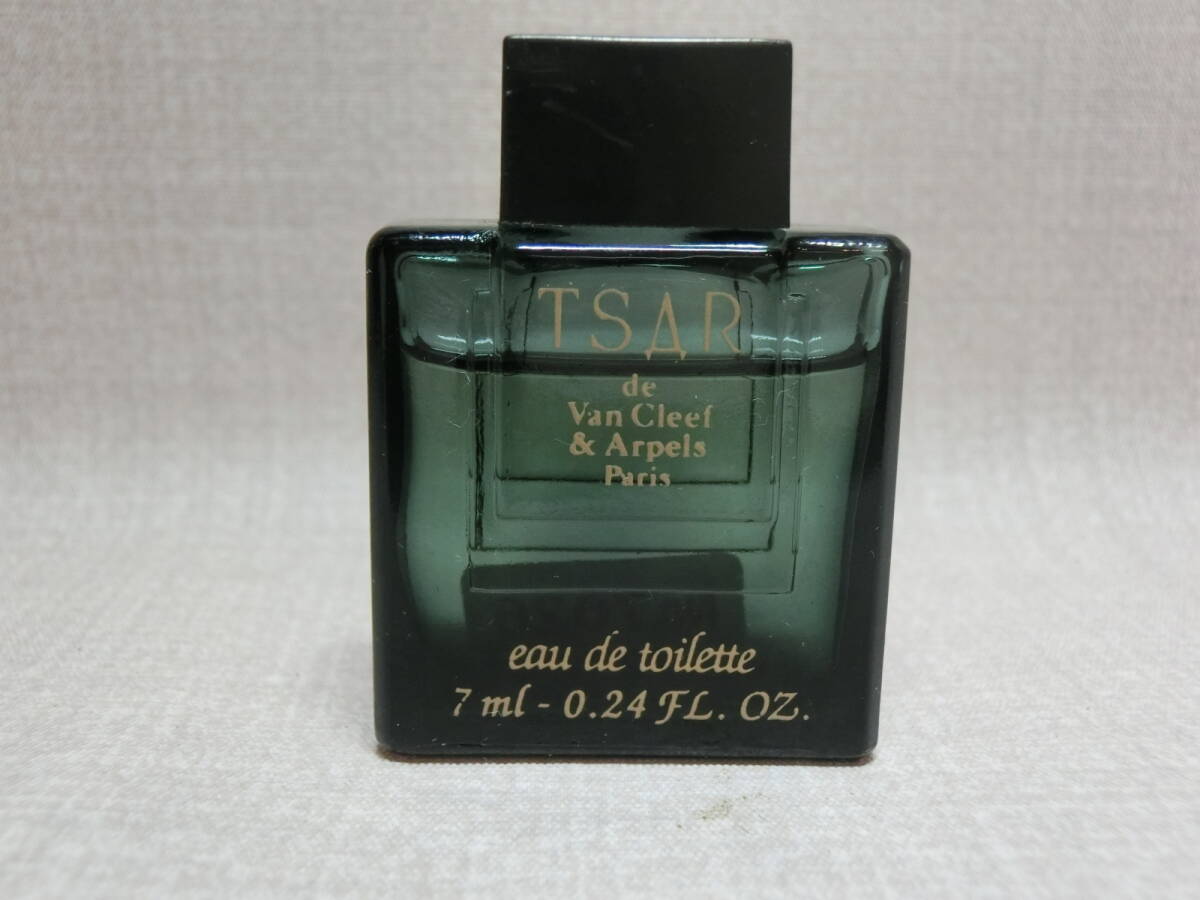 TSAR
de
Van Cleef
& Arpels
Paris
eau de toilette
7 ml - 0.24 FL. OZ.